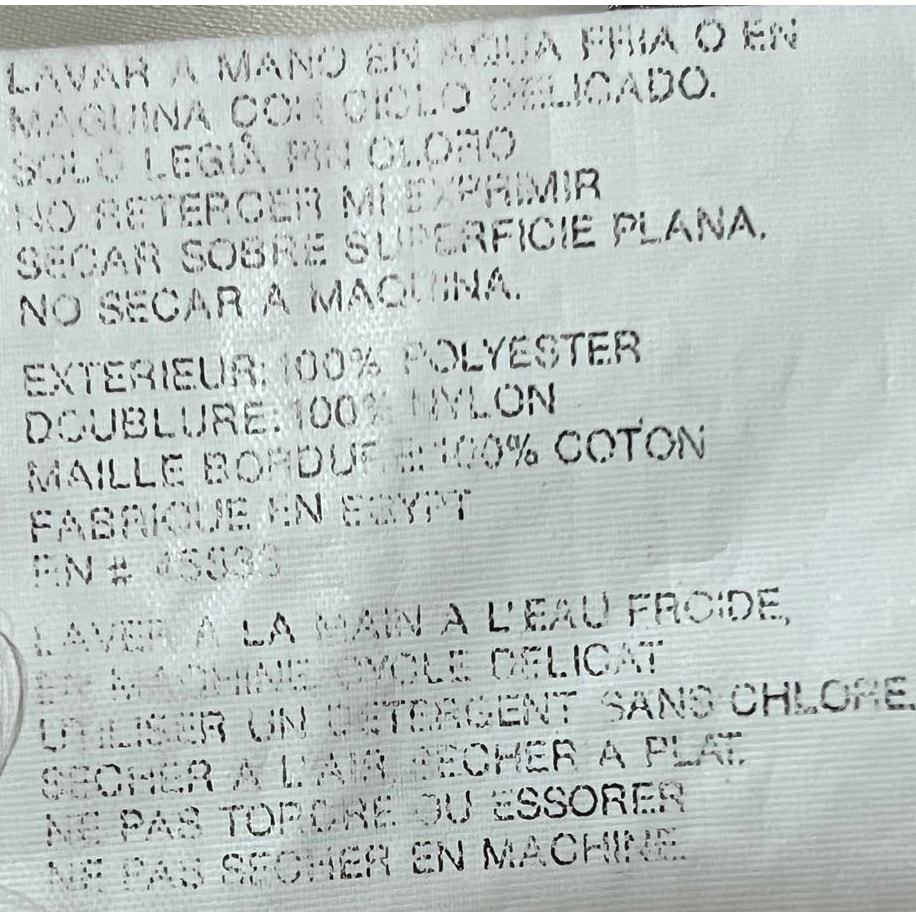 LAVAR A MANO EN AQUA FRIA O EN
MAQUINA CON CICLO DELICADO.
SOLO LEGIA SIN CLORO
NO RETERCER NI EXPRIMIR
SECAR SOBRE SUPERFICIE PLANA.
NO SECAR A MAQUINA.
EXTERIEUR: 100% POLYESTER
DOUBLURE: 100% NYLON
MAILLE BORDURE: 100% COTON
FABRIQUE EN EGYPT
RN #
LAVER A LA MAIN A L'EAU FROIDE,
EN MACHINE CYCLE DELICAT
UTILISER UN DETERGENT SANS CHLORE.
SECHER A L'AIR, SECHER A PLAT.
NE PAS TORDRE OU ESSORER
NE PAS SECHER EN MACHINE.